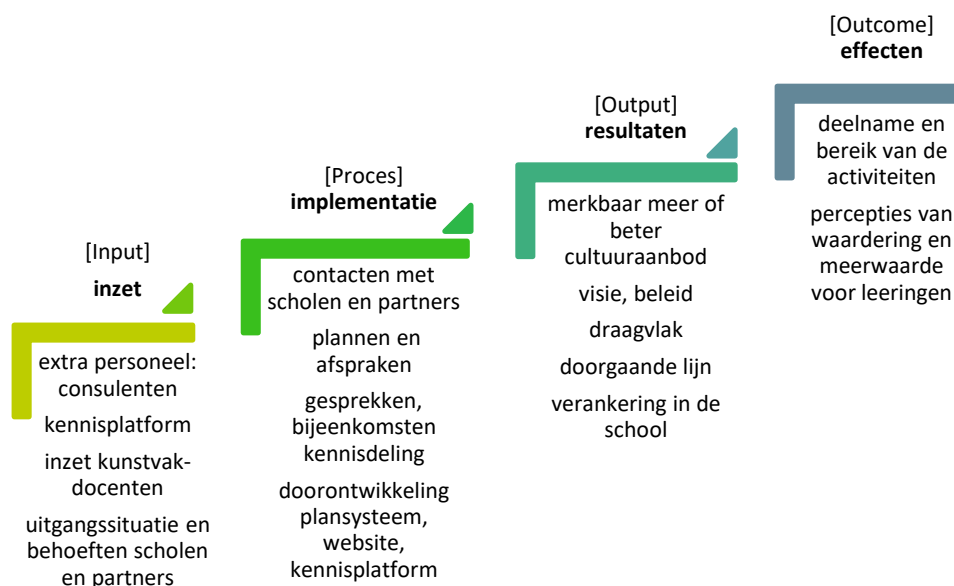 [Input]
inzet
extra personeel:
consulenten
kennisplatform
inzet kunstvak-
docenten
uitgangssituatie en
behoeften scholen
en partners
[Proces]
implementatie
contacten met
scholen en partners
plannen en
afspraken
gesprekken,
bijeenkomsten
kennisdeling
doorontwikkeling
plansysteem,
website,
kennisplatform
[Output]
resultaten
merkbaar meer of
beter
cultuuraanbod
visie, beleid
draagvlak
doorgaande lijn
verankering in de
school
[Outcome]
effecten
deelname en
bereik van de
activiteiten
percepties van
waardering en
meerwaarde
voor leeringen